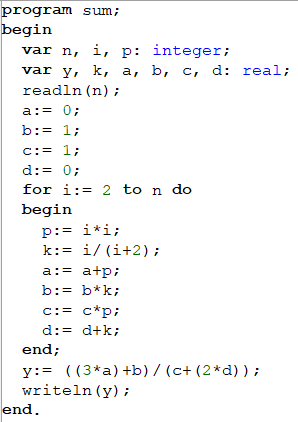 program sum;
begin
var n, i, p: integer;
var y, k, a, b, c, d: real;
readln(n);
a:= 0;
b:= 1;
c:= 1;
d:= 0;
for i:= 2 to n do
begin
p:= i*i;
k:= i/(i+2);
a:= a+p;
b:= b*k;
c:= c*p;
d:= d+k;
end;
y:= ((3*a)+b)/(c+(2*d));
writeln(y);
end.